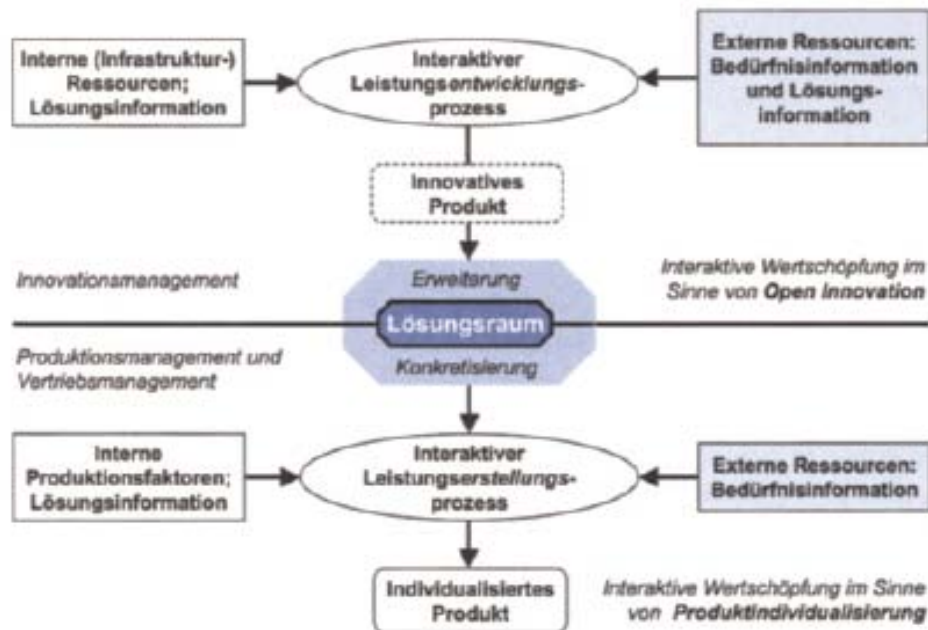 Interne (Infrastruktur-)
Ressourcen;
Lösungsinformation
Interaktiver
Leistungsentwicklungs-
prozess
Externe Ressourcen:
Bedürfnisinformation
und Lösungs-
information
Innovatives
Produkt
Innovationsmanagement
Erweiterung
Interaktive Wertschöpfung im
Sinne von Open Innovation
Lösungsraum
Produktionsmanagement und
Vertriebsmanagement
Konkretisierung
Interne
Produktionsfaktoren;
Lösungsinformation
Interaktiver
Leistungserstellungs-
prozess
Externe Ressourcen:
Bedürfnisinformation
Individualisiertes
Produkt
Interaktive Wertschöpfung im Sinne
von Produktindividualisierung